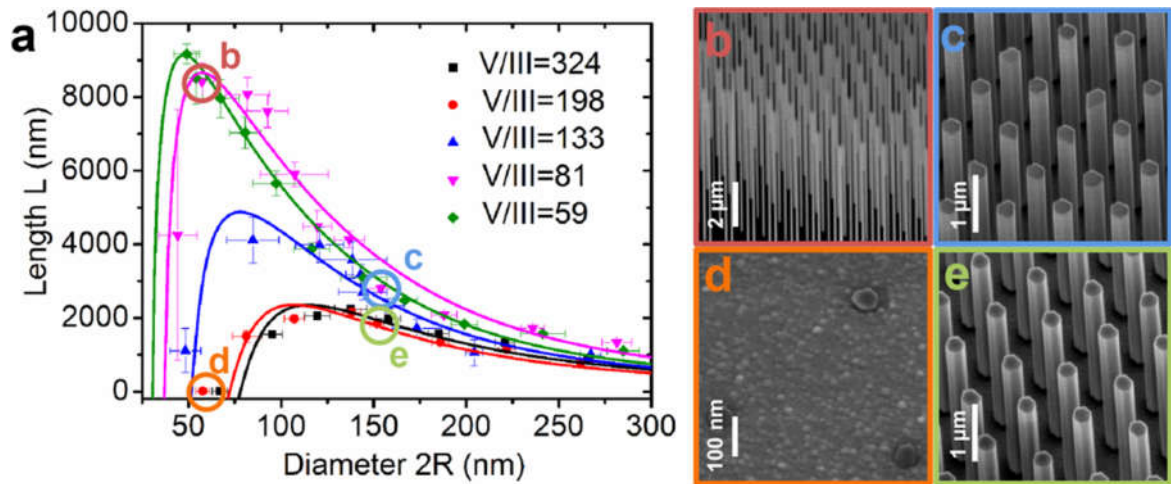 a
10000
8000
6000
4000
2000
0
Length L (nm)
50
100
150
200
250
300
Diameter 2R (nm)
V/III=324
V/III=198
V/III=133
V/III=81
V/III=59
b
c
d
e
b
2 µm
c
1 µm
d
100 nm
e
1 µm